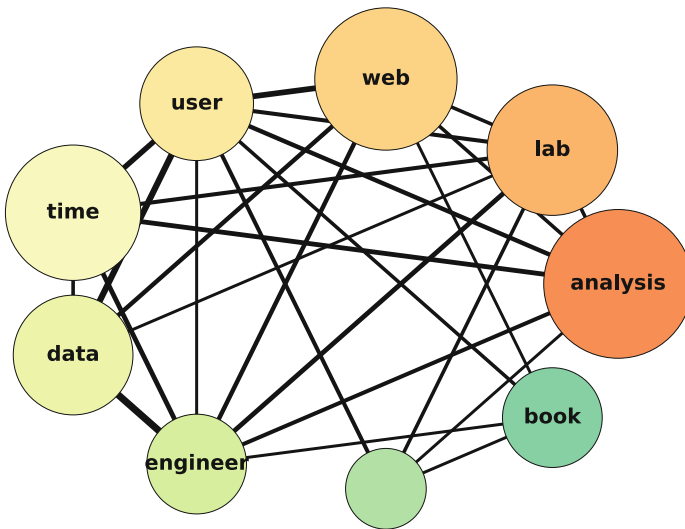 web
user
lab
time
analysis
data
book
engineer